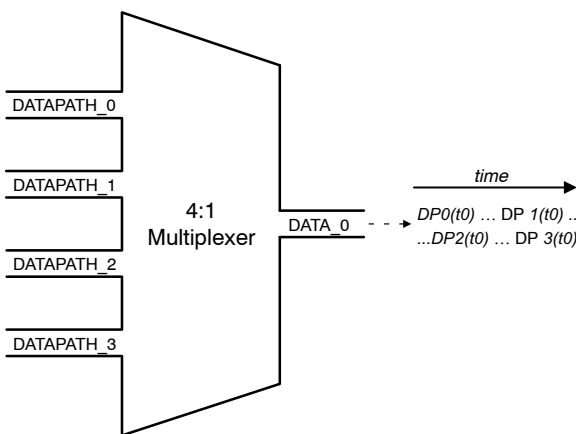 DATAPATH_0
DATAPATH_1
DATAPATH_2
DATAPATH_3
4:1
Multiplexer
DATA_0
time
DP0(t0) … DP 1(t0) ..
...DP2(t0) … DP 3(t0)